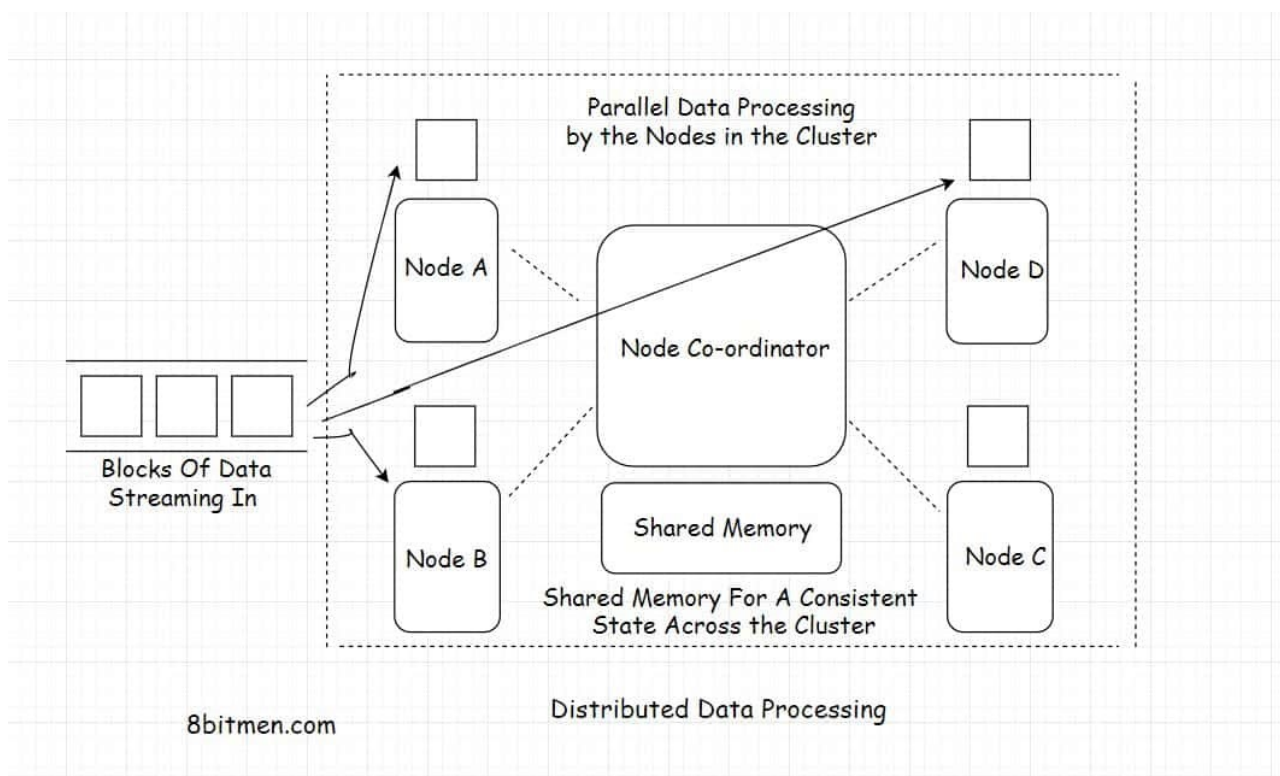 Parallel Data Processing
by the Nodes in the Cluster
Node A
Node D
Node Co-ordinator
Blocks Of Data
Streaming In
Node B
Shared Memory
Node C
Shared Memory For A Consistent
State Across the Cluster
Distributed Data Processing
8bitmen.com